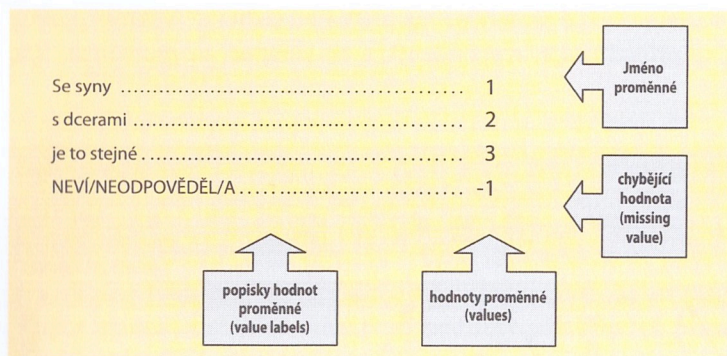 Se syny ........................................................ 1
Jméno
proměnné
s dcerami ...................................................... 2
je to stejné ..................................................... 3
NEVÍ/NEODPOVĚDĚL/A ..................................... -1
chybějící
hodnota
(missing
value)
popisky hodnot
proměnné
(value labels)
hodnoty proměnné
(values)